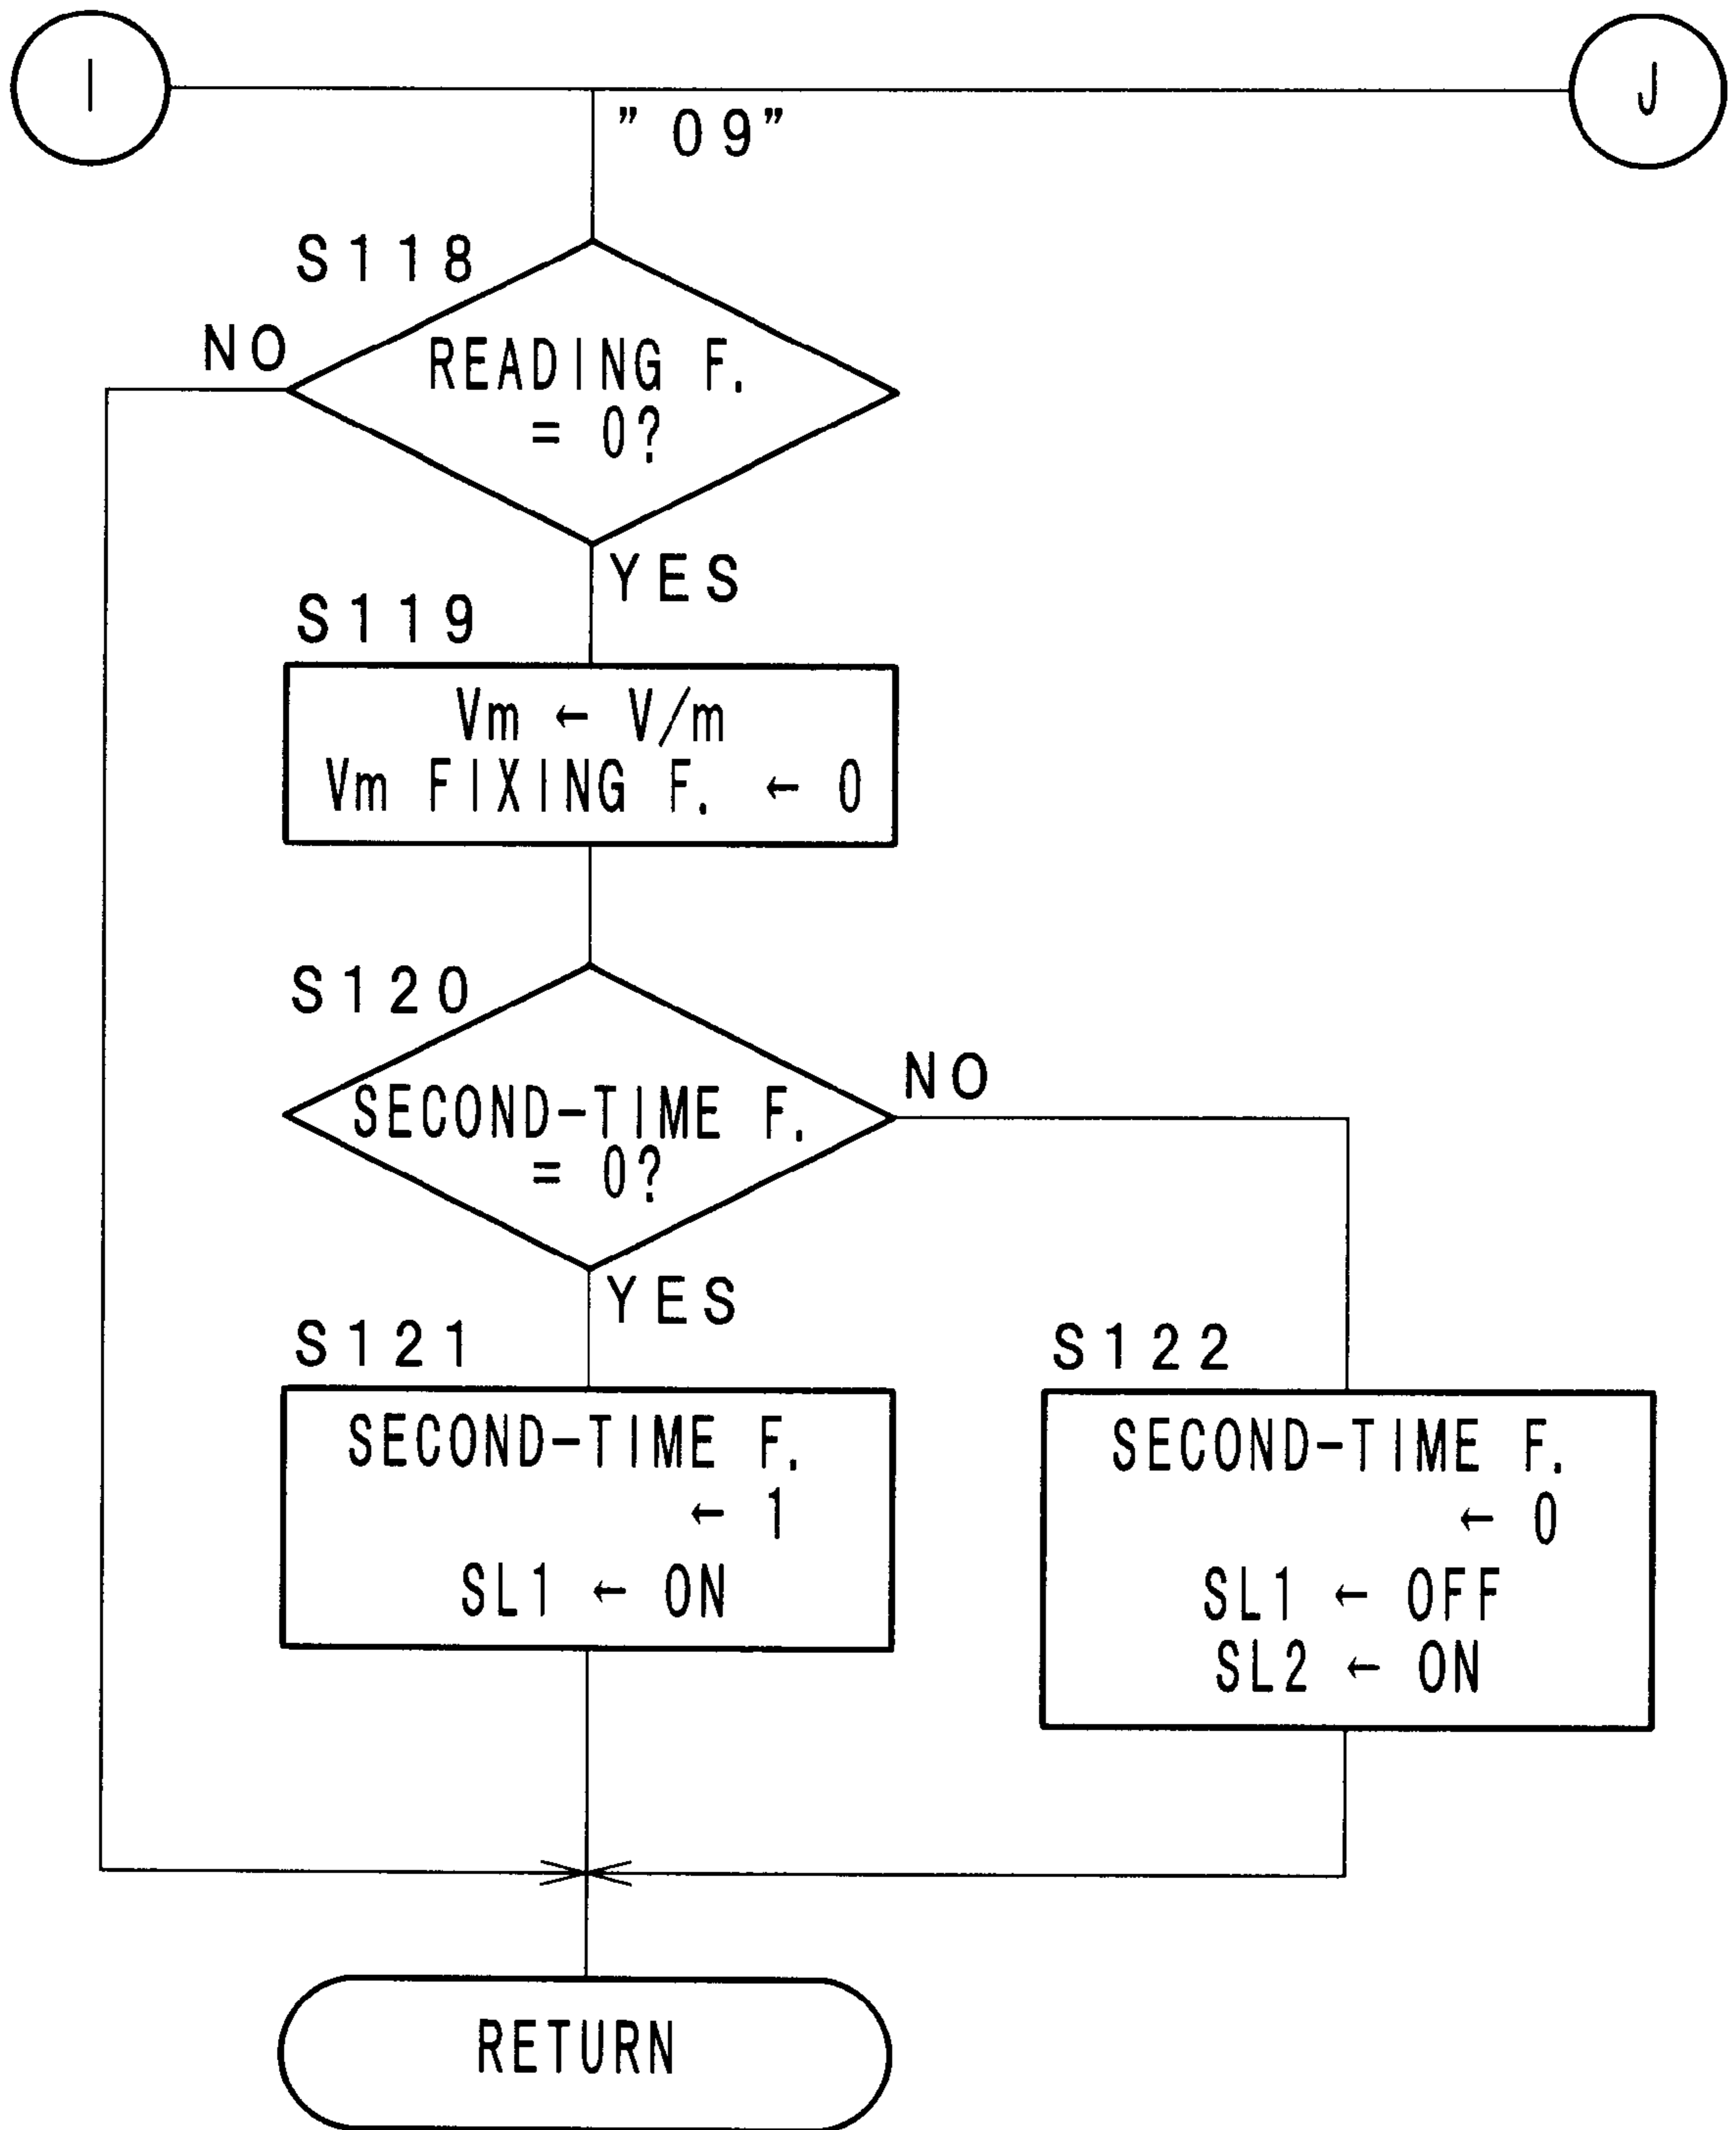 I
J
" 09"
S118
NO
READING F.
= 0?
YES
S119
Vm ← V/m
Vm FIXING F. ← 0
S120
NO
SECOND-TIME F.
= 0?
YES
S121
SECOND-TIME F.
← 1
SL1 ← ON
S122
SECOND-TIME F.
← 0
SL1 ← OFF
SL2 ← ON
RETURN